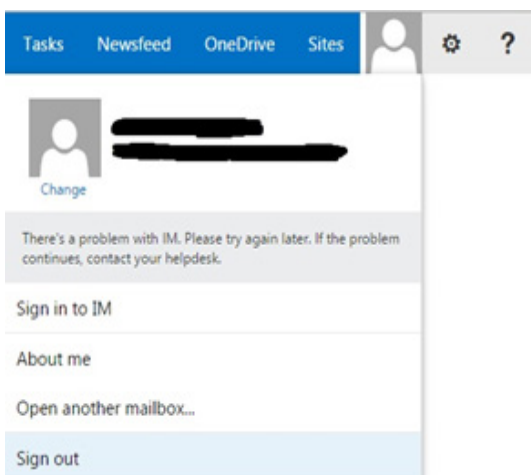 Tasks Newsfeed OneDrive Sites ?
Change
There's a problem with IM. Please try again later. If the problem
continues, contact your helpdesk.
Sign in to IM
About me
Open another mailbox...
Sign out